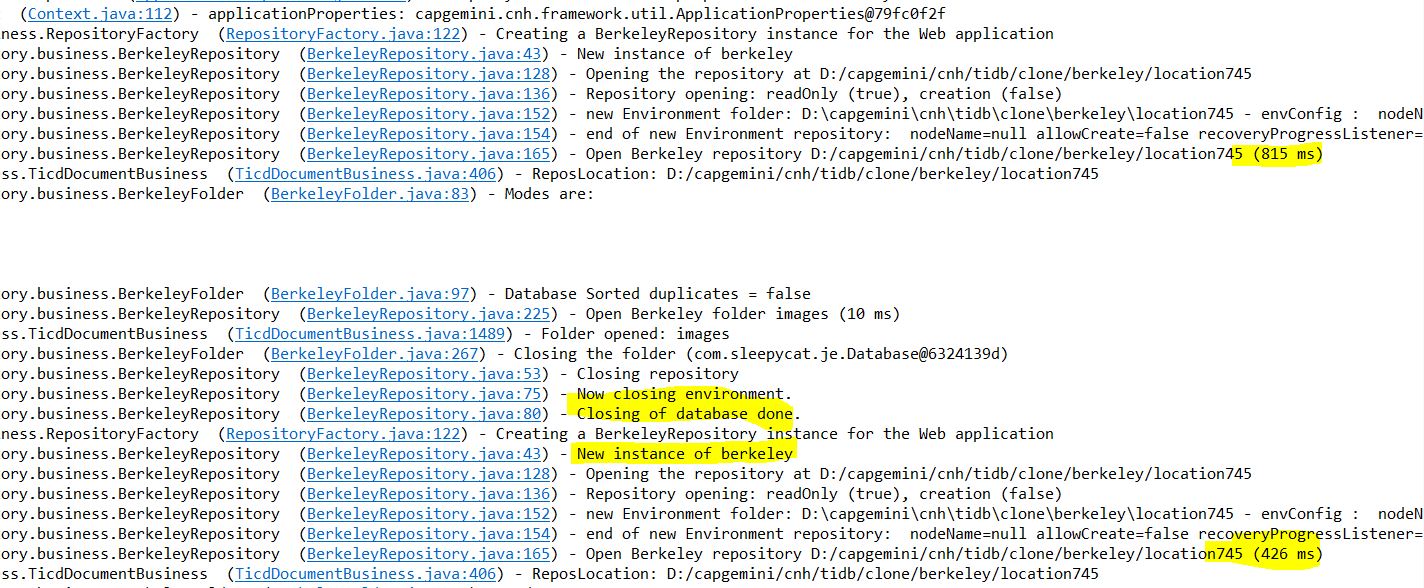 (Context.java:112) - applicationProperties: capgemini.cnh.framework.util.ApplicationProperties@79fc0f2f
ness.RepositoryFactory (RepositoryFactory.java:122) - Creating a BerkeleyRepository instance for the Web application
ory.business.BerkeleyRepository (BerkeleyRepository.java:43) - New instance of berkeley
ory.business.BerkeleyRepository (BerkeleyRepository.java:128) - Opening the repository at D:/capgemini/cnh/tidb/clone/berkeley/location745
ory.business.BerkeleyRepository (BerkeleyRepository.java:136) - Repository opening: readOnly (true), creation (false)
ory.business.BerkeleyRepository (BerkeleyRepository.java:152) - new Environment folder: D:\capgemini\cnh\tidb\clone\berkeley\location745 - envConfig : nodeN
ory.business.BerkeleyRepository (BerkeleyRepository.java:154) - end of new Environment repository: nodeName=null allowCreate=false recoveryProgressListener=
ory.business.BerkeleyRepository (BerkeleyRepository.java:165) - Open Berkeley repository D:/capgemini/cnh/tidb/clone/berkeley/location745 (815 ms)
ss.TicdDocumentBusiness (TicdDocumentBusiness.java:406) - ReposLocation: D:/capgemini/cnh/tidb/clone/berkeley/location745
ory.business.BerkeleyFolder (BerkeleyFolder.java:83) - Modes are:
ory.business.BerkeleyFolder (BerkeleyFolder.java:97) - Database Sorted duplicates = false
ory.business.BerkeleyRepository (BerkeleyRepository.java:225) - Open Berkeley folder images (10 ms)
ss.TicdDocumentBusiness (TicdDocumentBusiness.java:1489) - Folder opened: images
ory.business.BerkeleyFolder (BerkeleyFolder.java:267) - Closing the folder (com.sleepycat.je.Database@6324139d)
ory.business.BerkeleyRepository (BerkeleyRepository.java:53) - Closing repository
ory.business.BerkeleyRepository (BerkeleyRepository.java:75) - Now closing environment.
ory.business.BerkeleyRepository (BerkeleyRepository.java:80) - Closing of database done.
ness.RepositoryFactory (RepositoryFactory.java:122) - Creating a BerkeleyRepository instance for the Web application
ory.business.BerkeleyRepository (BerkeleyRepository.java:43) - New instance of berkeley
ory.business.BerkeleyRepository (BerkeleyRepository.java:128) - Opening the repository at D:/capgemini/cnh/tidb/clone/berkeley/location745
ory.business.BerkeleyRepository (BerkeleyRepository.java:136) - Repository opening: readOnly (true), creation (false)
ory.business.BerkeleyRepository (BerkeleyRepository.java:152) - new Environment folder: D:\capgemini\cnh\tidb\clone\berkeley\location745 - envConfig : nodeN
ory.business.BerkeleyRepository (BerkeleyRepository.java:154) - end of new Environment repository: nodeName=null allowCreate=false recoveryProgressListener=
ory.business.BerkeleyRepository (BerkeleyRepository.java:165) - Open Berkeley repository D:/capgemini/cnh/tidb/clone/berkeley/location745 (426 ms)
ss.TicdDocumentBusiness (TicdDocumentBusiness.java:406) - ReposLocation: D:/capgemini/cnh/tidb/clone/berkeley/location745